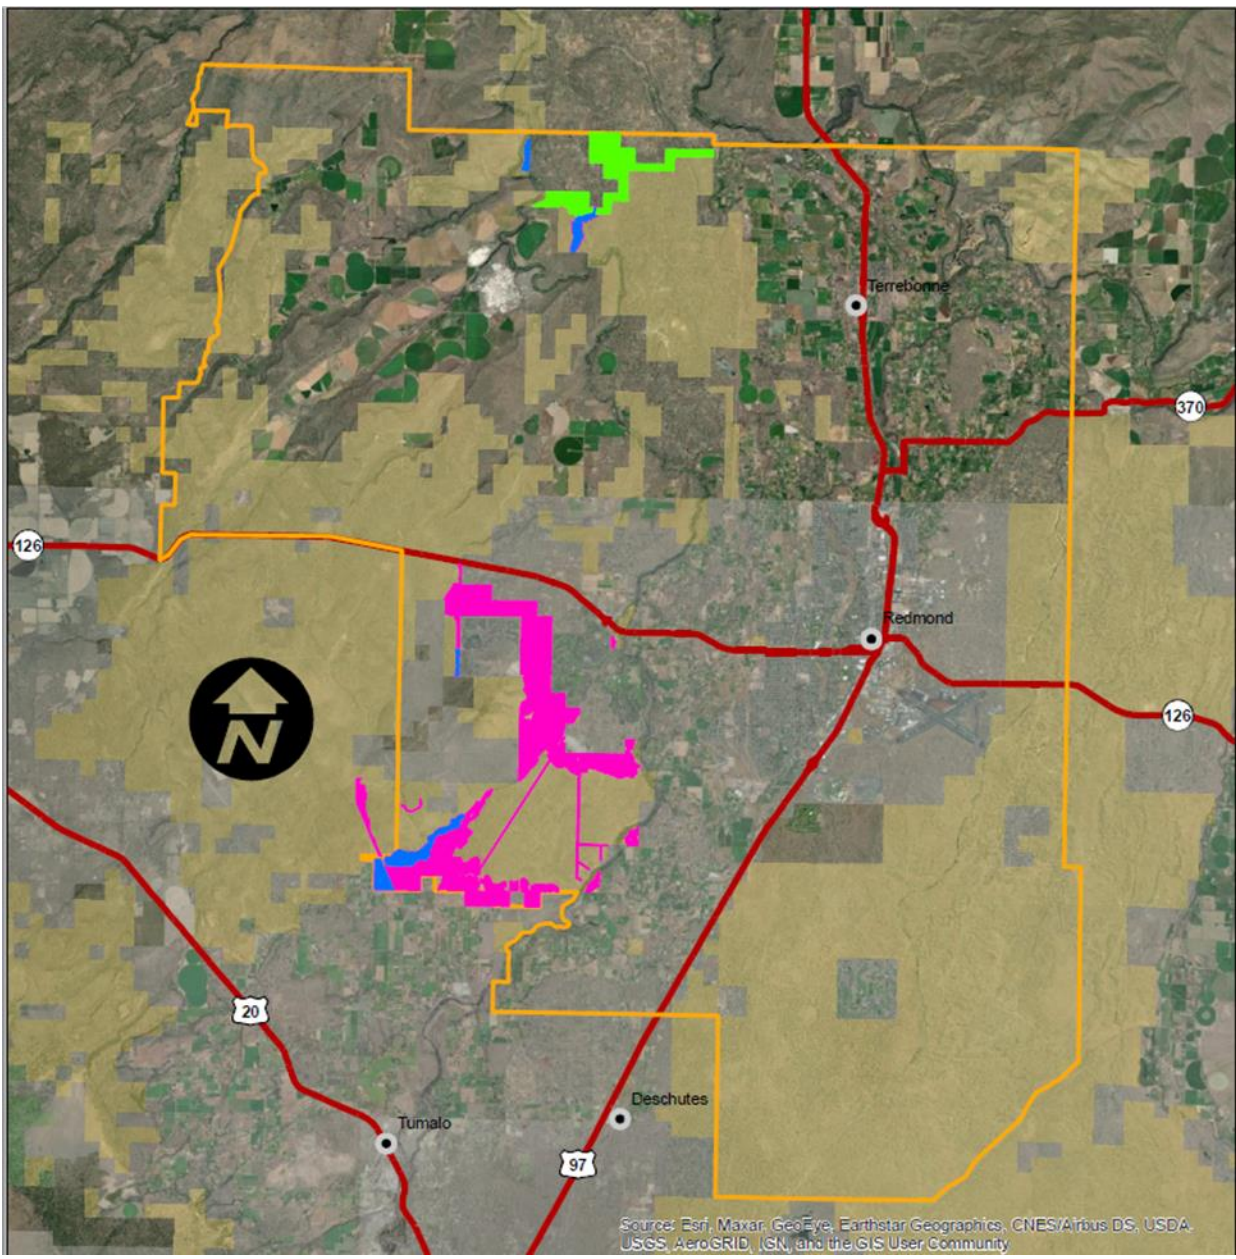 Terrebonne
370
126
Redmond
N
126
20
Deschutes
Tumalo
97
Source: Esri, Maxar, GeoEye, Earthstar Geographics, CNES/Airbus DS, USDA,
USGS, AeroGRID, IGN, and the GIS User Community